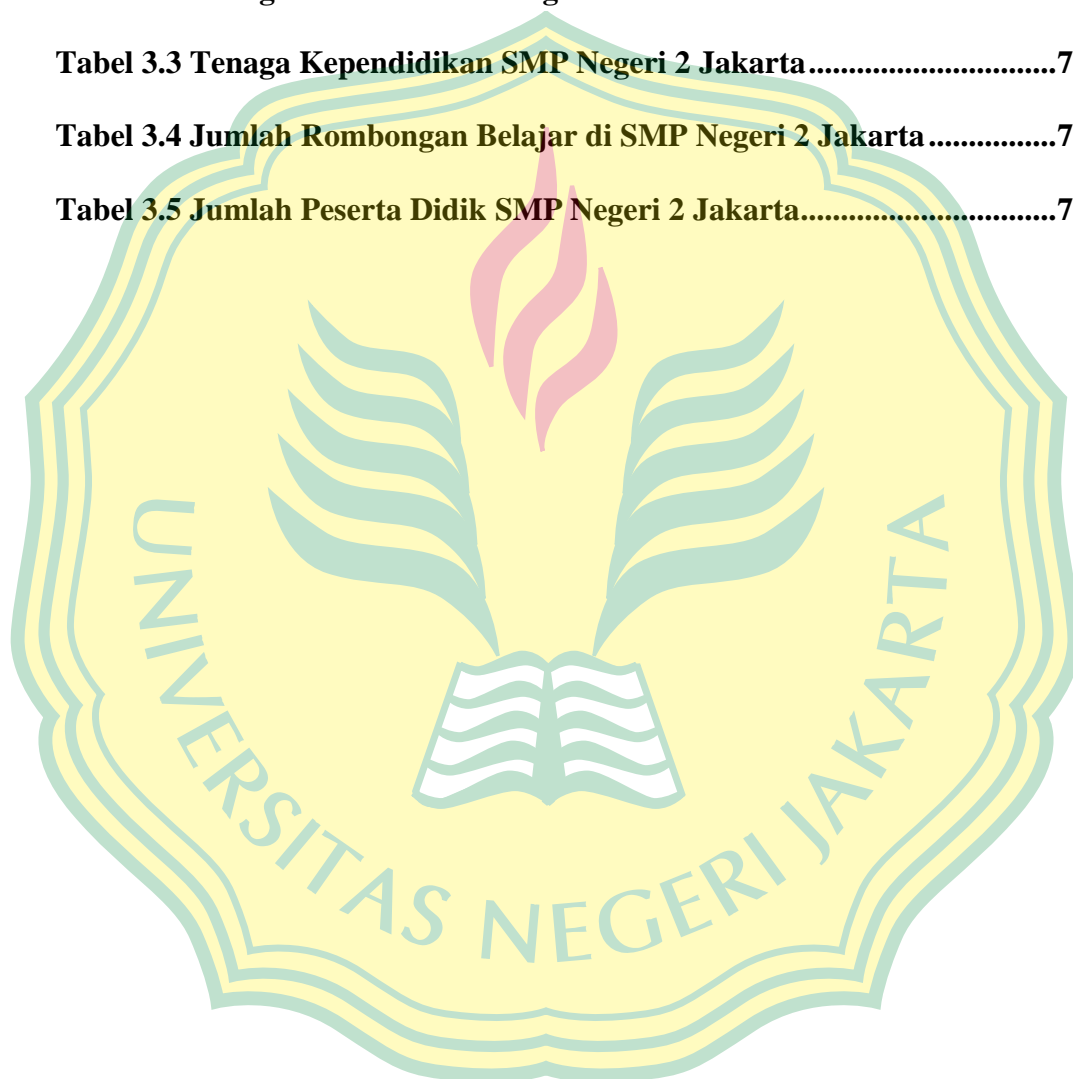 Tabel 3.3 Tenaga Kependidikan SMP Negeri 2 Jakarta...............................7
Tabel 3.4 Jumlah Rombongan Belajar di SMP Negeri 2 Jakarta................7
Tabel 3.5 Jumlah Peserta Didik SMP Negeri 2 Jakarta................................7
UNIVERSITAS NEGERI JAKARTA